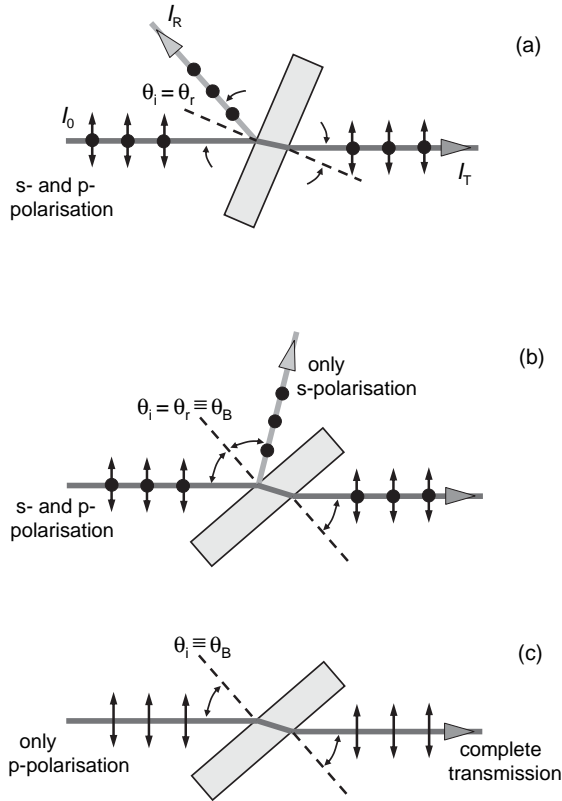 I_R
(a)
θ_i = θ_r
I_0
s- and p-
polarisation
I_T
(b)
only
s-polarisation
θ_i = θ_r ≡ θ_B
s- and p-
polarisation
(c)
θ_i ≡ θ_B
only
p-polarisation
complete
transmission